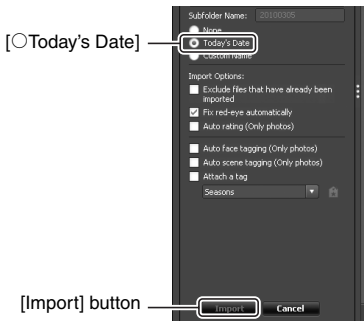 Subfolder Name: 20100305
None
[○Today's Date]
Today's Date
Custom Name
Import Options:
Exclude files that have already been
imported
Fix red-eye automatically
Auto rating (Only photos)
Auto face tagging (Only photos)
Auto scene tagging (Only photos)
Attach a tag
Seasons
[Import] button
Import Cancel